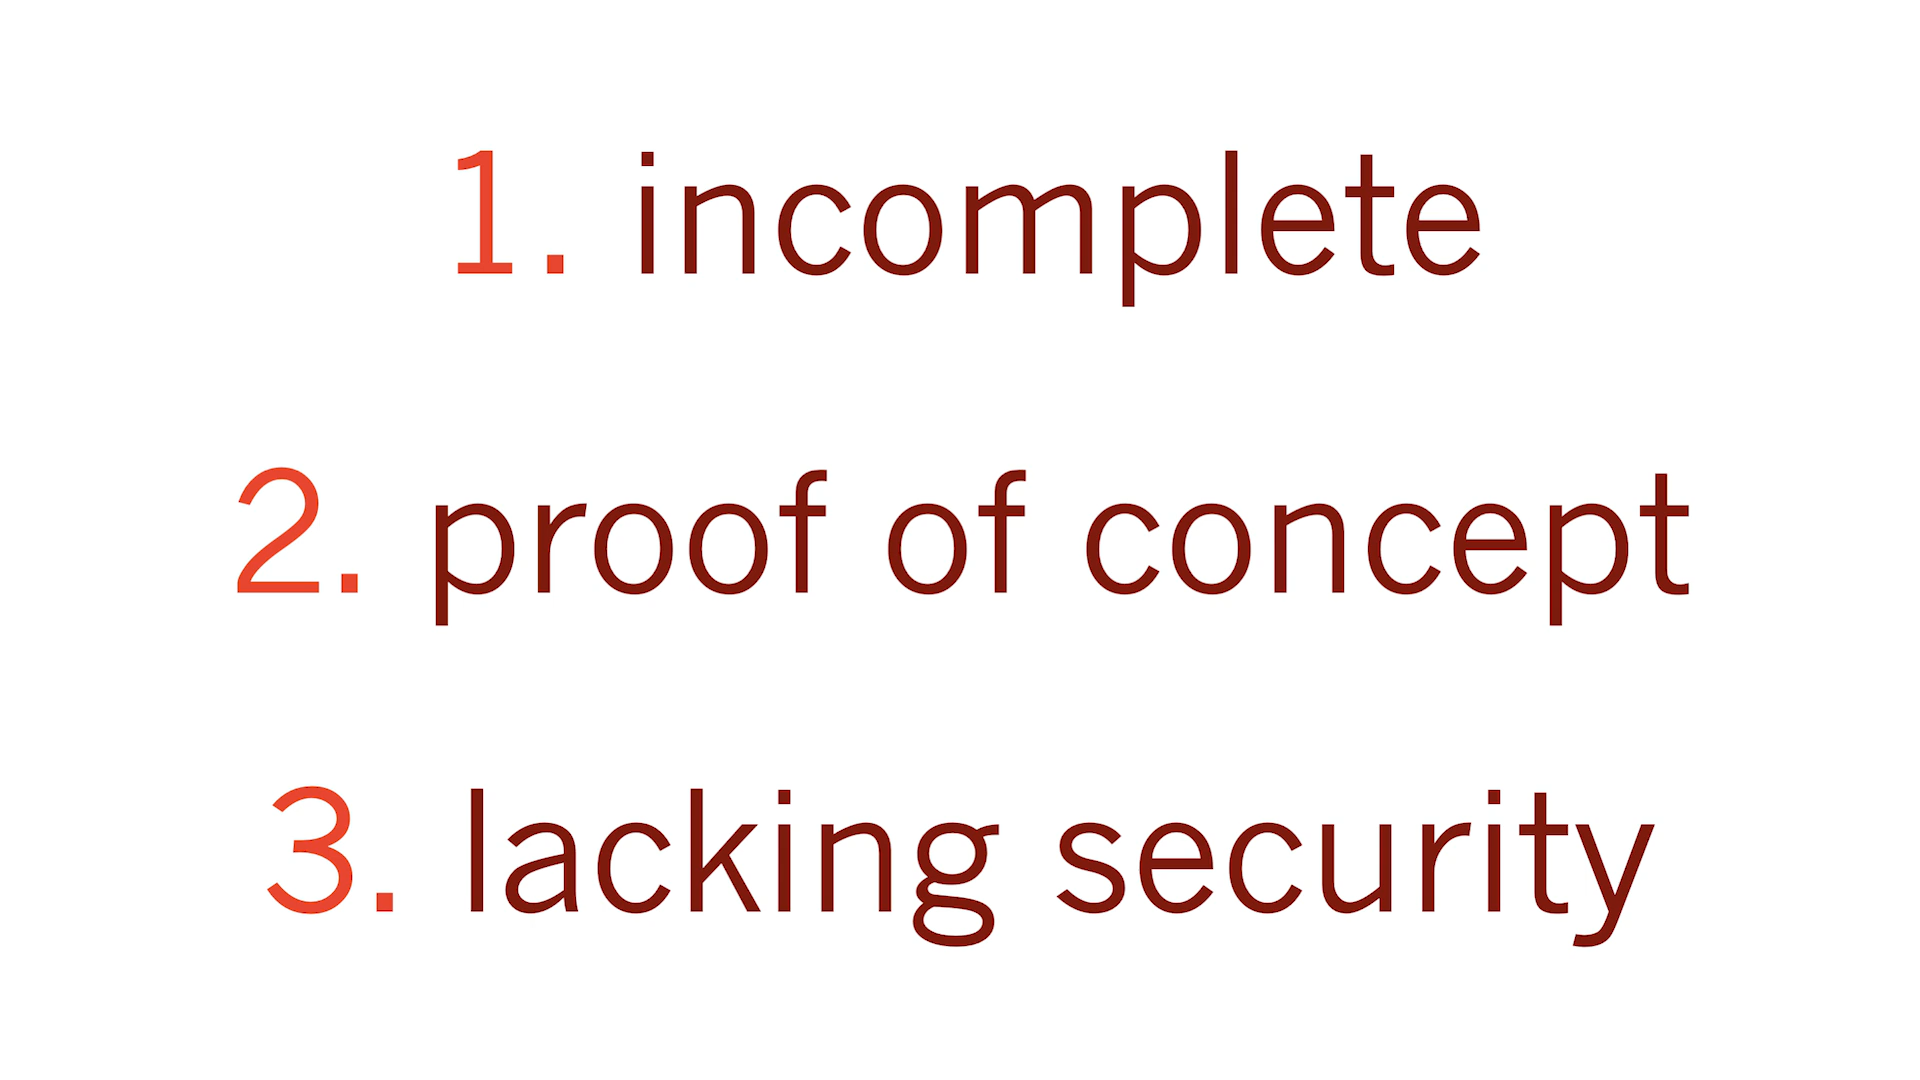 1. incomplete
2. proof of concept
3. lacking security